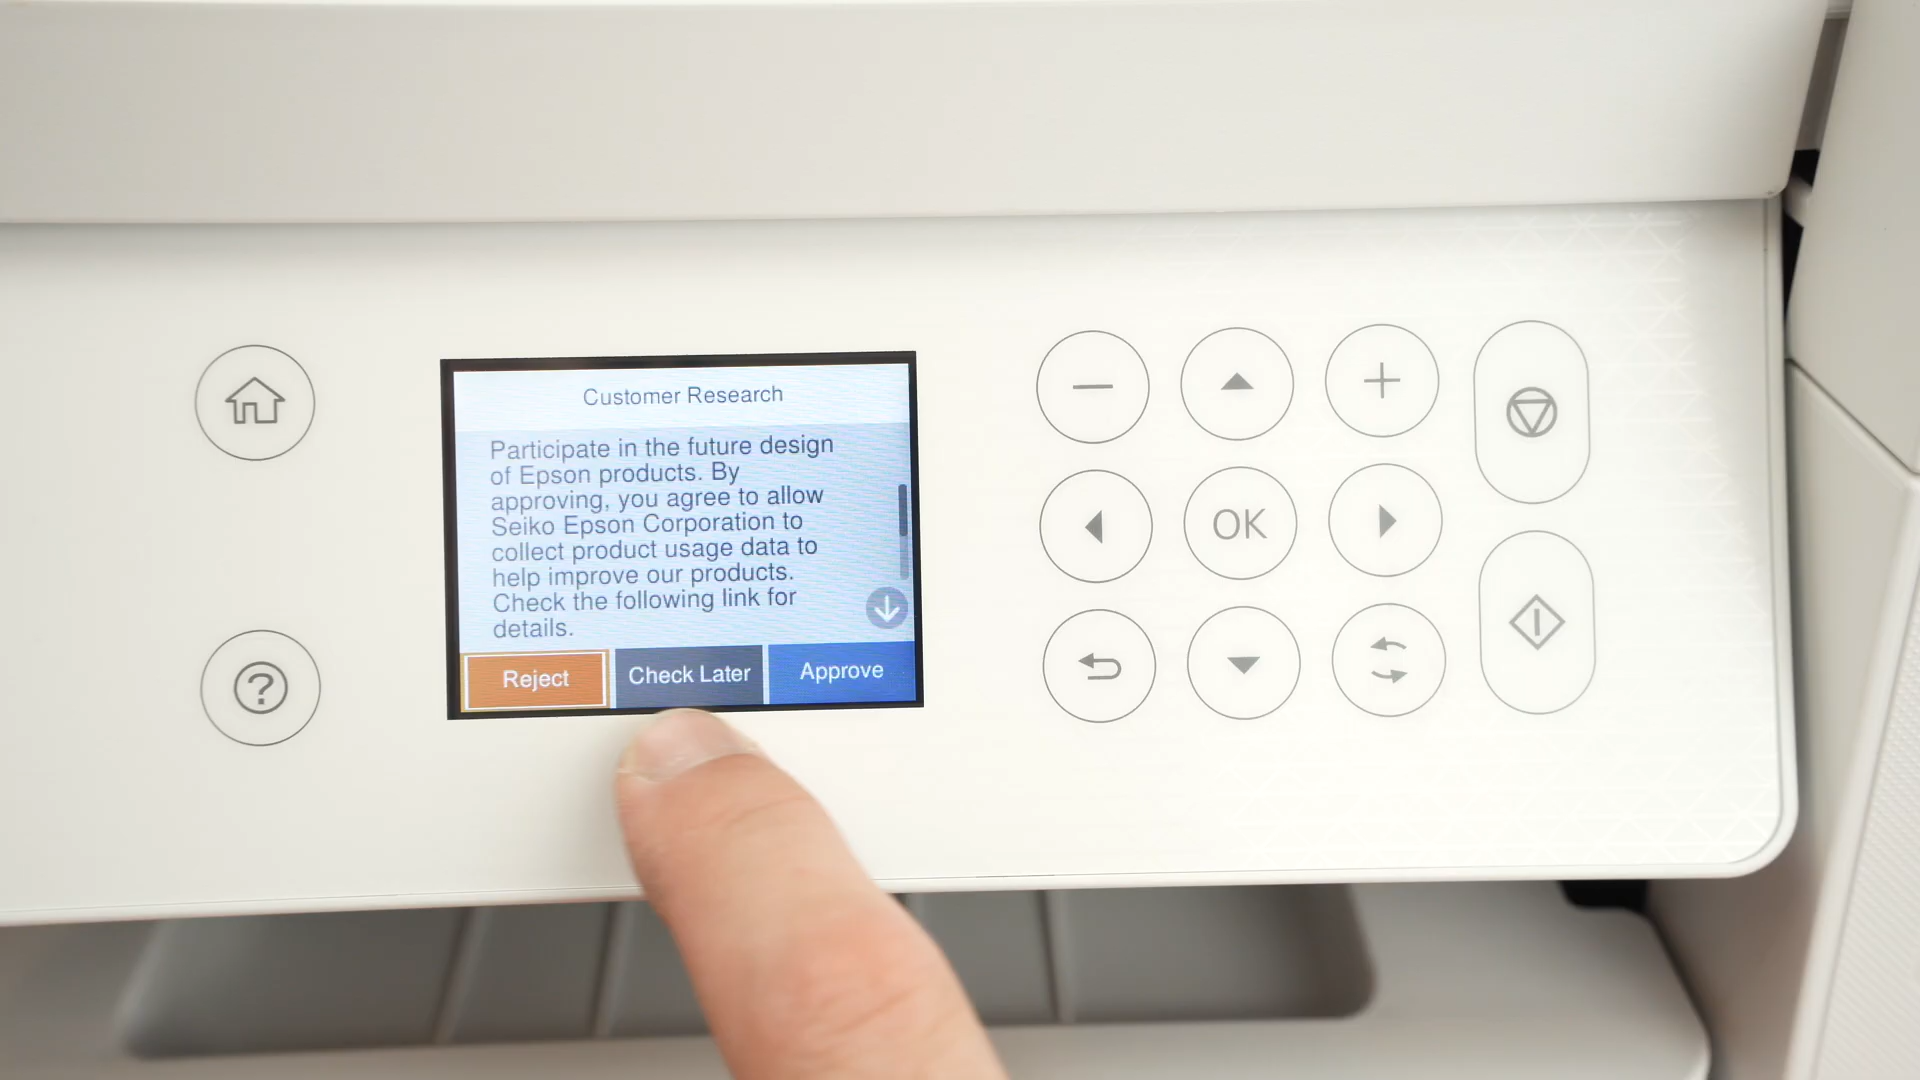 Customer Research
Participate in the future design
of Epson products. By
approving, you agree to allow
Seiko Epson Corporation to
collect product usage data to
help improve our products.
Check the following link for
details.
Reject
Check Later
Approve
OK